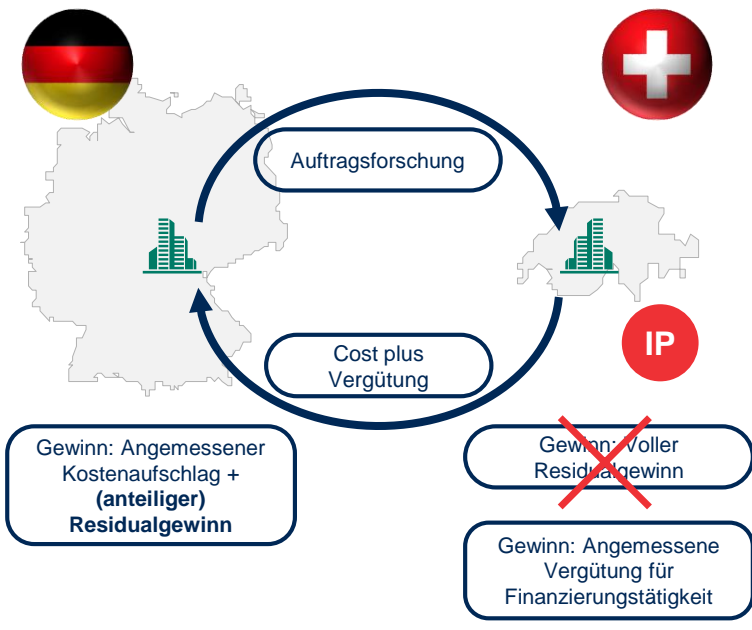 Auftragsforschung
Cost plus
Vergütung
IP
Gewinn: Angemessener
Kostenaufschlag +
(anteiliger)
Residualgewinn
Gewinn: Voller
Residualgewinn
Gewinn: Angemessene
Vergütung für
Finanzierungstätigkeit